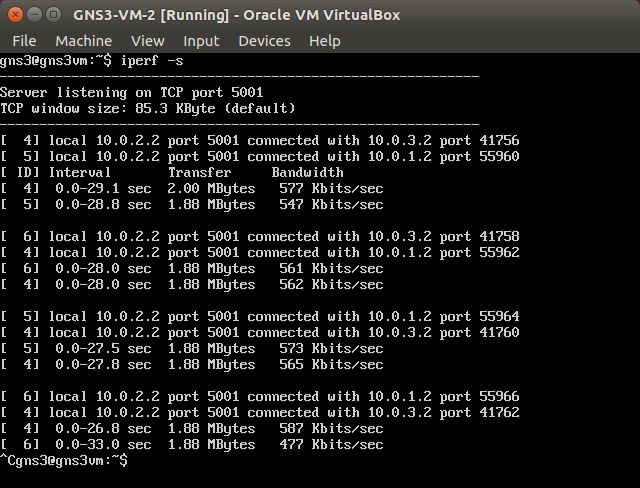 GNS3-VM-2 [Running] - Oracle VM VirtualBox
File Machine View Input Devices Help
gns3@gns3vm:~$ iperf -s
------------------------------------------------------------
Server listening on TCP port 5001
TCP window size: 85.3 KByte (default)
------------------------------------------------------------
[  4] local 10.0.2.2 port 5001 connected with 10.0.3.2 port 41756
[  5] local 10.0.2.2 port 5001 connected with 10.0.1.2 port 55960
[ ID] Interval       Transfer     Bandwidth
[  4]  0.0-29.1 sec  2.00 MBytes   577 Kbits/sec
[  5]  0.0-28.8 sec  1.88 MBytes   547 Kbits/sec
[  6] local 10.0.2.2 port 5001 connected with 10.0.3.2 port 41758
[  4] local 10.0.2.2 port 5001 connected with 10.0.1.2 port 55962
[  6]  0.0-28.0 sec  1.88 MBytes   561 Kbits/sec
[  4]  0.0-28.0 sec  1.88 MBytes   562 Kbits/sec
[  5] local 10.0.2.2 port 5001 connected with 10.0.1.2 port 55964
[  4] local 10.0.2.2 port 5001 connected with 10.0.3.2 port 41760
[  5]  0.0-27.5 sec  1.88 MBytes   573 Kbits/sec
[  4]  0.0-27.8 sec  1.88 MBytes   565 Kbits/sec
[  6] local 10.0.2.2 port 5001 connected with 10.0.1.2 port 55966
[  4] local 10.0.2.2 port 5001 connected with 10.0.3.2 port 41762
[  4]  0.0-26.8 sec  1.88 MBytes   587 Kbits/sec
[  6]  0.0-33.0 sec  1.88 MBytes   477 Kbits/sec
^Cgns3@gns3vm:~$